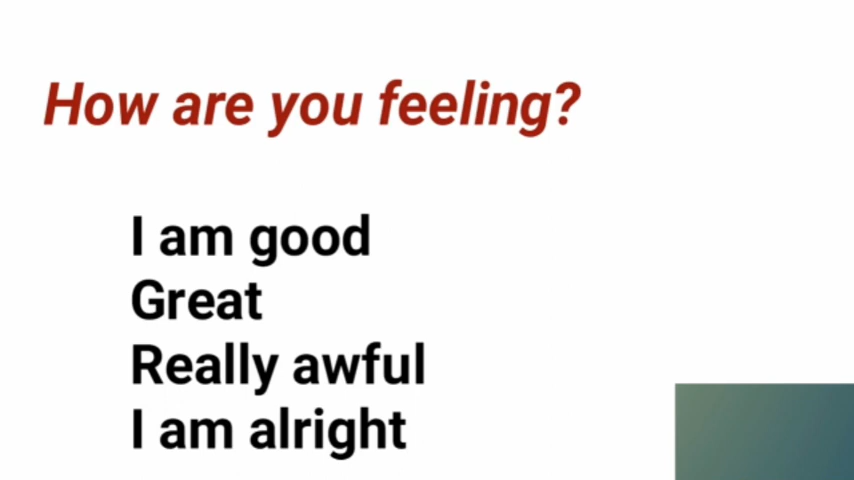 How are you feeling?
I am good
Great
Really awful
I am alright